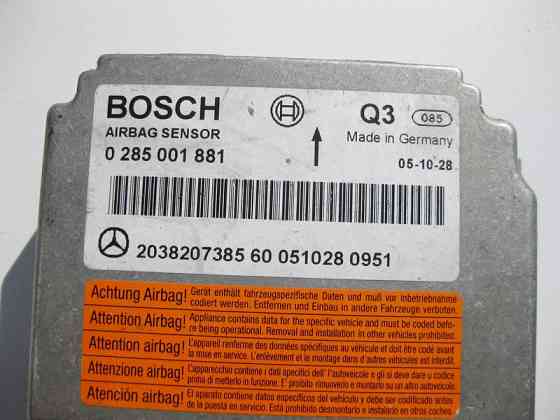 BOSCH Q3 085
AIRBAG SENSOR Made in Germany
0 285 001 881 05-10-28
2038207385 60 051028 0951
Achtung Airbag! Gerät enthält fahrzeugspezifische Daten und muß vor inbetriebnahme
codiert werden. Entfernen und Einbau in andere Fahrzeuge verboten.
Attention Airbag! Appliance contains data for the specific vehicle and must be coded befo-
re being operational. Removal and installation in other vehicles prohibited.
Attention airbag! L'appareil renferme des données spécifiques au véhicule et doit être codé avant
la mise en service. L'enlèvement et le montage dans d'autres véhicules est interdit.
Attenzione airbag! L'apparecchio contiene i dati specifici dell'autoveicolo e gli si deve dare u codice
prima di metterlo in funzione. E' proibito rimuoverlo e montarlo su un altro autoveicolo.
Atención airbag! El aparato contiene datos específicos del vehículo y debe ser codificado antes
de la puesta en servicio. Está prohibido desmontarlo e instalarlo en otros coches.